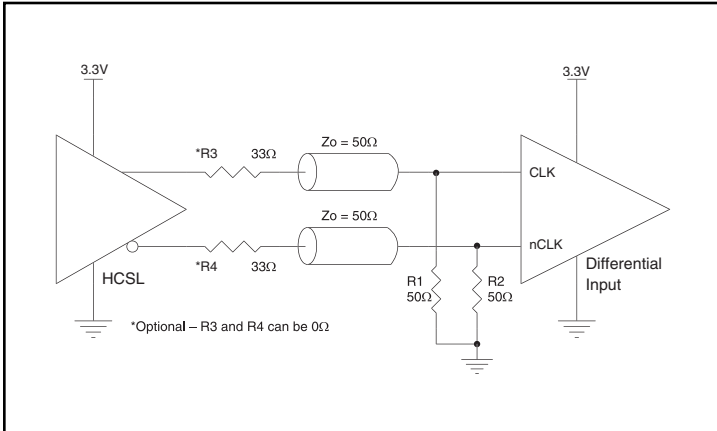 3.3V
3.3V
*R3
33Ω
Zo = 50Ω
CLK
Zo = 50Ω
nCLK
*R4
33Ω
HCSL
Differential
Input
R1
50Ω
R2
50Ω
*Optional – R3 and R4 can be 0Ω